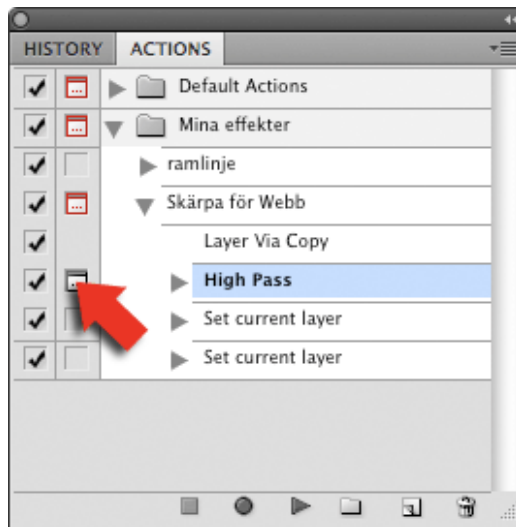 HISTORY ACTIONS
Default Actions
Mina effekter
ramlinje
Skärpa för Webb
Layer Via Copy
High Pass
Set current layer
Set current layer